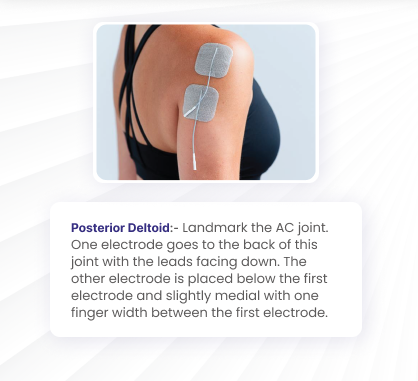 Posterior Deltoid:- Landmark the AC joint.
One electrode goes to the back of this
joint with the leads facing down. The
other electrode is placed below the first
electrode and slightly medial with one
finger width between the first electrode.